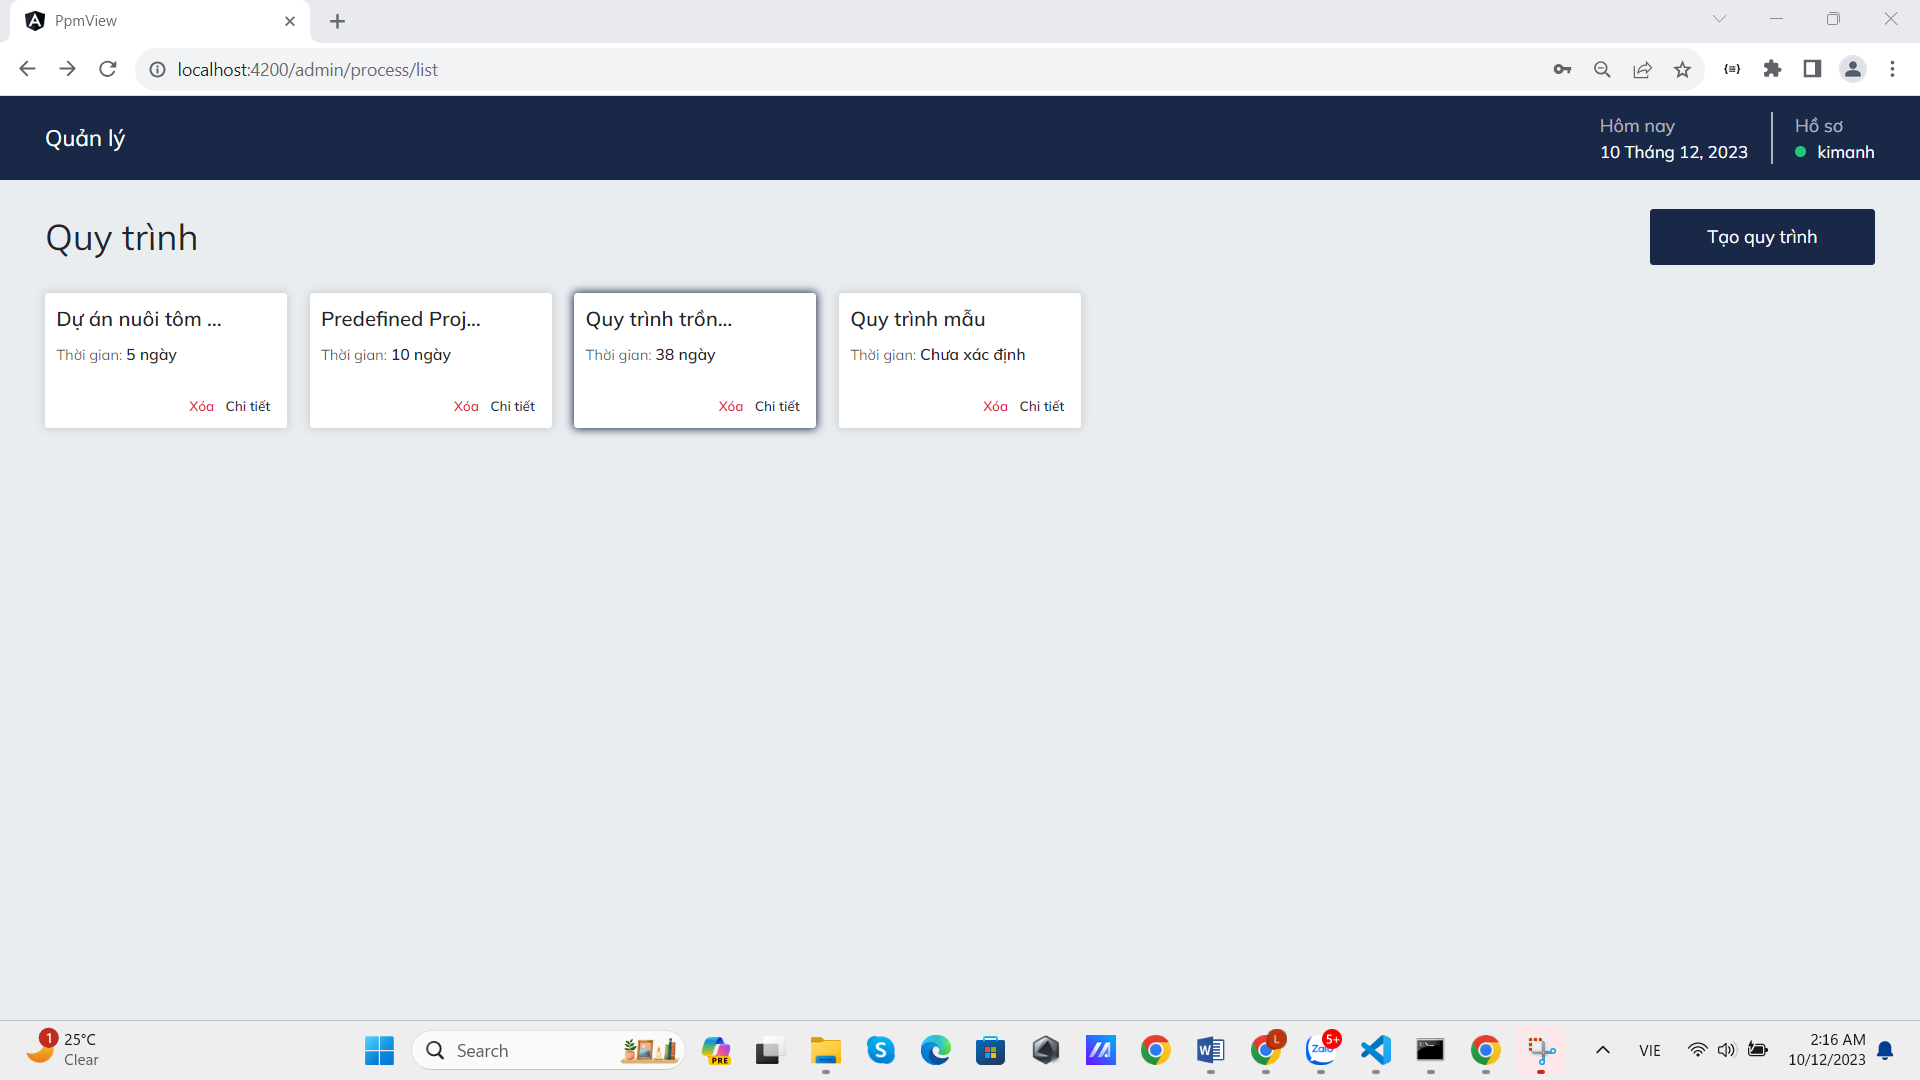 PpmView
localhost:4200/admin/process/list
Quản lý
Hôm nay
10 Tháng 12, 2023
Hồ sơ
kimanh
Quy trình
Tạo quy trình
Dự án nuôi tôm ...
Thời gian: 5 ngày
Xóa Chi tiết
Predefined Proj...
Thời gian: 10 ngày
Xóa Chi tiết
Quy trình trồn...
Thời gian: 38 ngày
Xóa Chi tiết
Quy trình mẫu
Thời gian: Chưa xác định
Xóa Chi tiết
1
25°C
Clear
Search
PRE
L
Zalo
5+
VIE
2:16 AM
10/12/2023